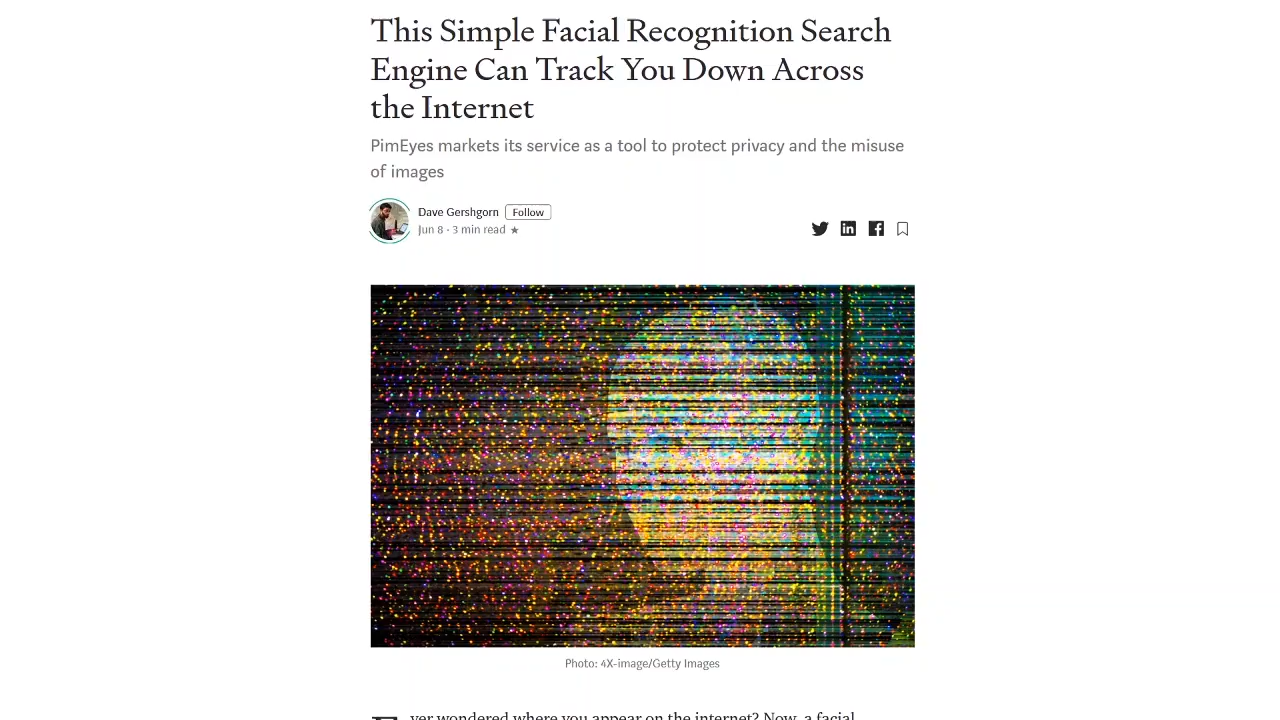 This Simple Facial Recognition Search
Engine Can Track You Down Across
the Internet
PimEyes markets its service as a tool to protect privacy and the misuse
of images
Dave Gershgorn Follow
Jun 8 · 3 min read ★
Photo: 4X-image/Getty Images
Ever wondered where you appear on the internet? Now, a facial